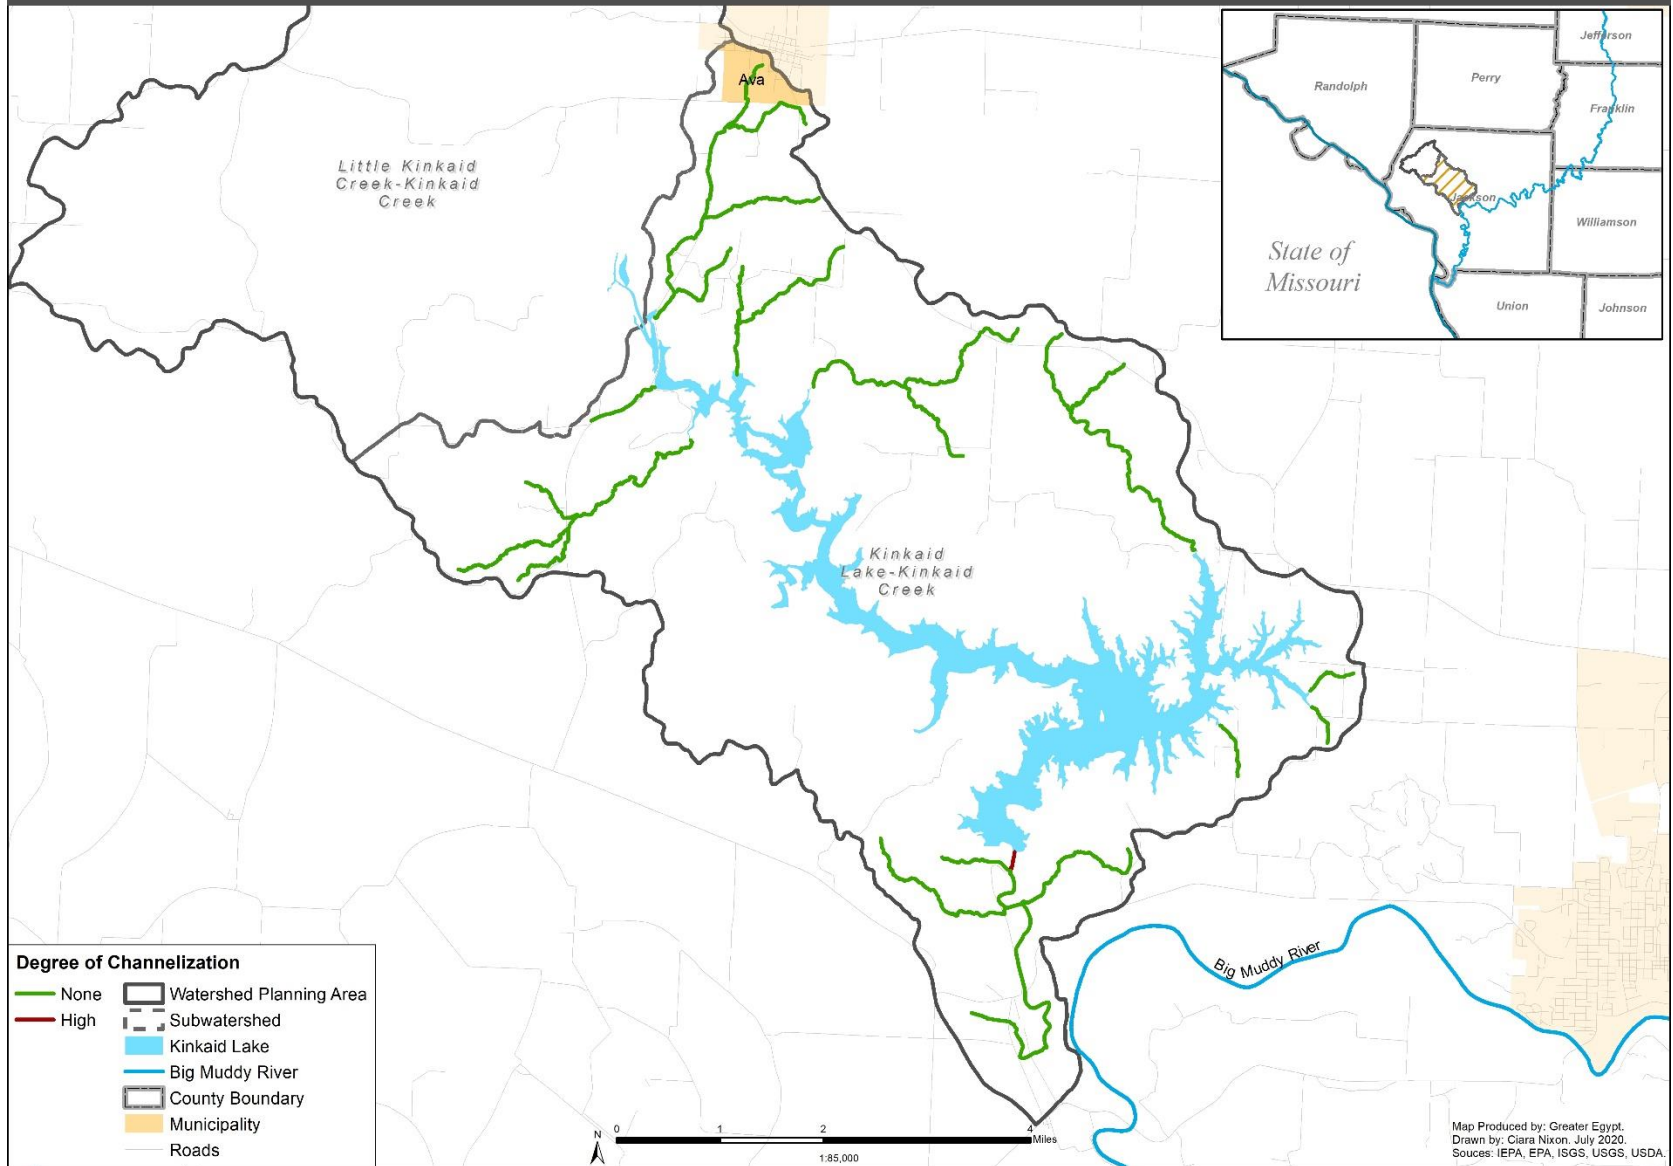 Ava
Little Kinkaid
Creek-Kinkaid
Creek
Jefferson
Randolph
Perry
Franklin
Jackson
Williamson
State of
Missouri
Union
Johnson
Kinkaid
Lake-Kinkaid
Creek
Big Muddy River
Degree of Channelization
None
High
Watershed Planning Area
Subwatershed
Kinkaid Lake
Big Muddy River
County Boundary
Municipality
Roads
N
0 1 2 4
Miles
1:85,000
Map Produced by: Greater Egypt.
Drawn by: Ciara Nixon. July 2020.
Souces: IEPA, EPA, ISGS, USGS, USDA.